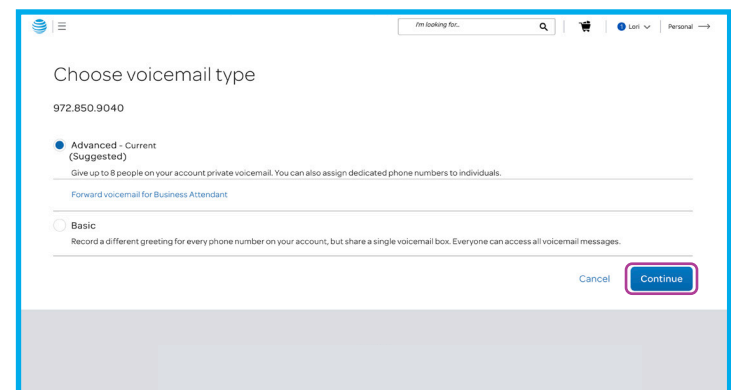 I'm looking for...
1 Lori
Personal
Choose voicemail type
972.850.9040
Advanced - Current
(Suggested)
Give up to 8 people on your account private voicemail. You can also assign dedicated phone numbers to individuals.
Forward voicemail for Business Attendant
Basic
Record a different greeting for every phone number on your account, but share a single voicemail box. Everyone can access all voicemail messages.
Cancel
Continue